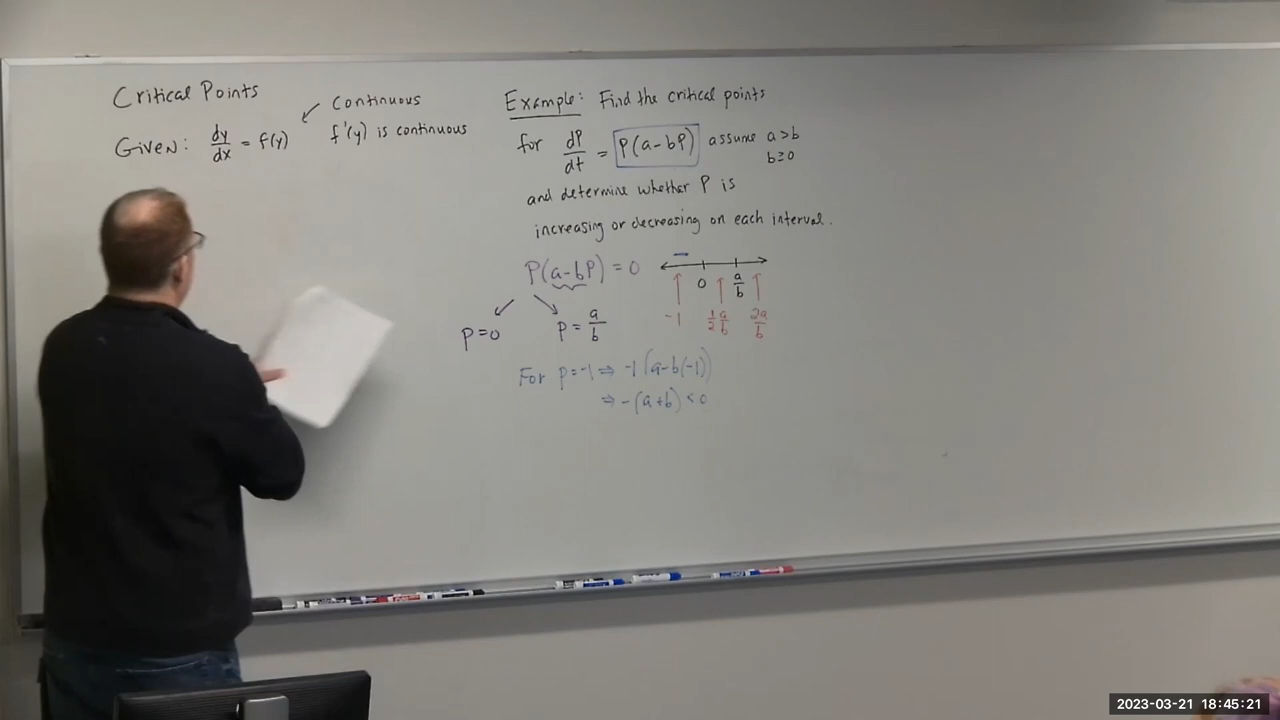 Critical Points
Given: dy/dx = f(y)
Continuous
f'(y) is continuous
Example: Find the critical points
for dP/dt = P(a-bP) assume a>b
b≥0
and determine whether P is
increasing or decreasing on each interval.
P(a-bP) = 0
P=0 P = a/b
−
0 a/b
-1 1/2 a/b 2a/b
For P=-1 ⇒ -1(a-b(-1))
⇒ -(a+b) < 0
2023-03-21 18:45:21